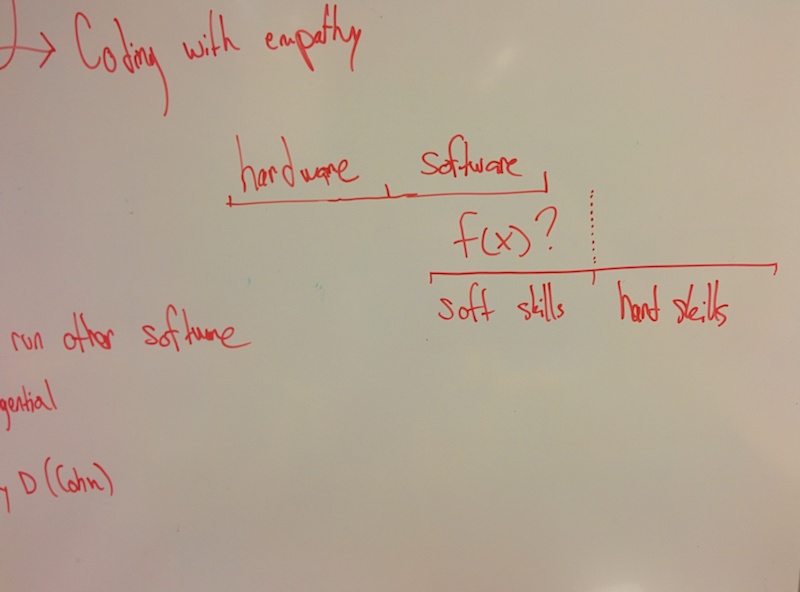 → Coding with empathy
hardware software
f(x)?
soft skills hard skills
run other software
gential
y D (Cohn)